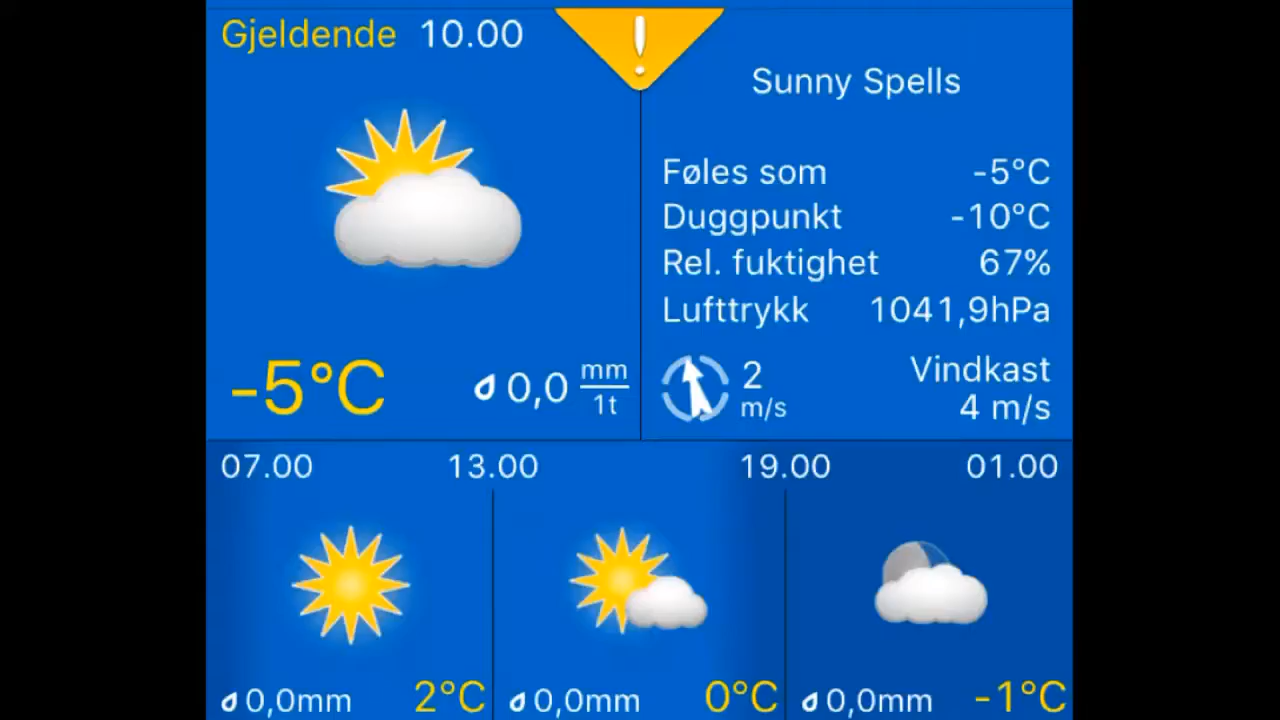 Gjeldende 10.00
!
Sunny Spells
Føles som -5°C
Duggpunkt -10°C
Rel. fuktighet 67%
Lufttrykk 1041,9hPa
-5°C 0,0 mm
1t
2 m/s
Vindkast
4 m/s
07.00 13.00 19.00 01.00
0,0mm 2°C 0,0mm 0°C 0,0mm -1°C